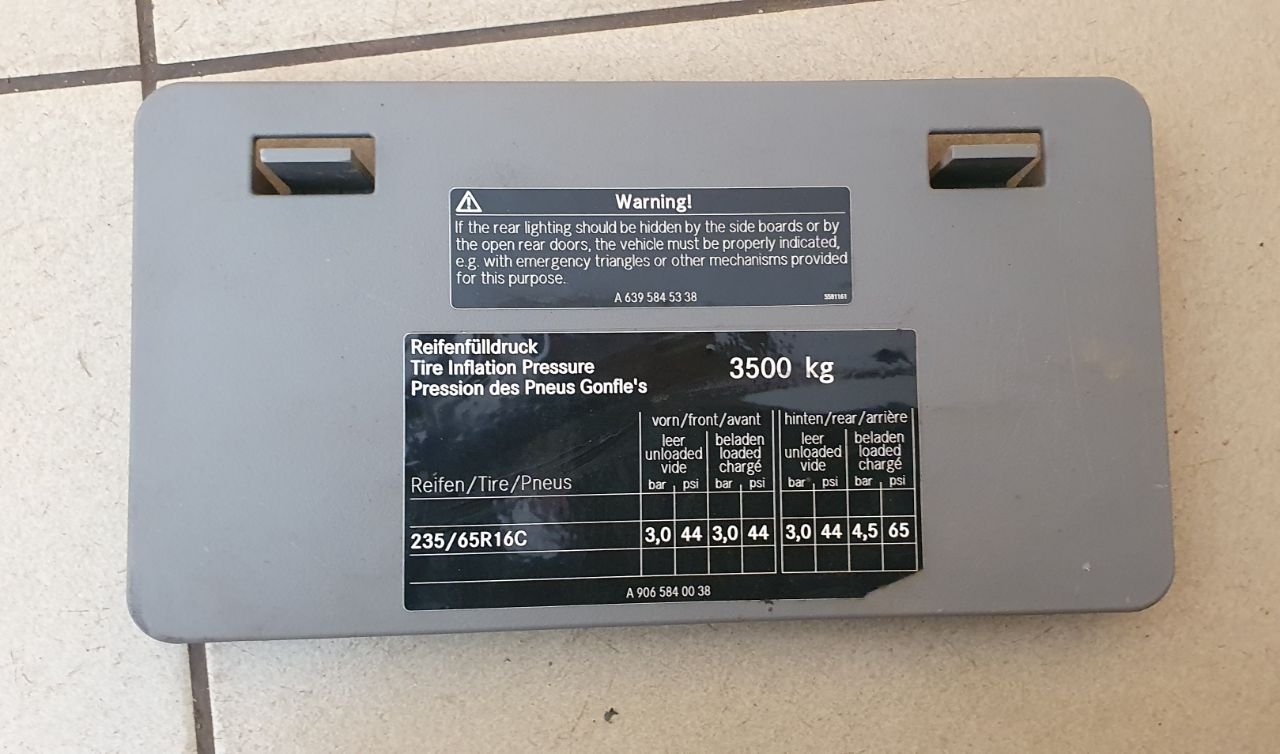 Warning!
If the rear lighting should be hidden by the side boards or by
the open rear doors, the vehicle must be properly indicated,
e.g. with emergency triangles or other mechanisms provided
for this purpose.
A 639 584 53 38
5581161
Reifenfülldruck
Tire Inflation Pressure
Pression des Pneus Gonfle's
3500 kg
vorn/front/avant hinten/rear/arrière
leer beladen leer beladen
unloaded loaded unloaded loaded
vide chargé vide chargé
Reifen/Tire/Pneus bar psi bar psi bar psi bar psi
235/65R16C 3,0 44 3,0 44 3,0 44 4,5 65
A 906 584 00 38